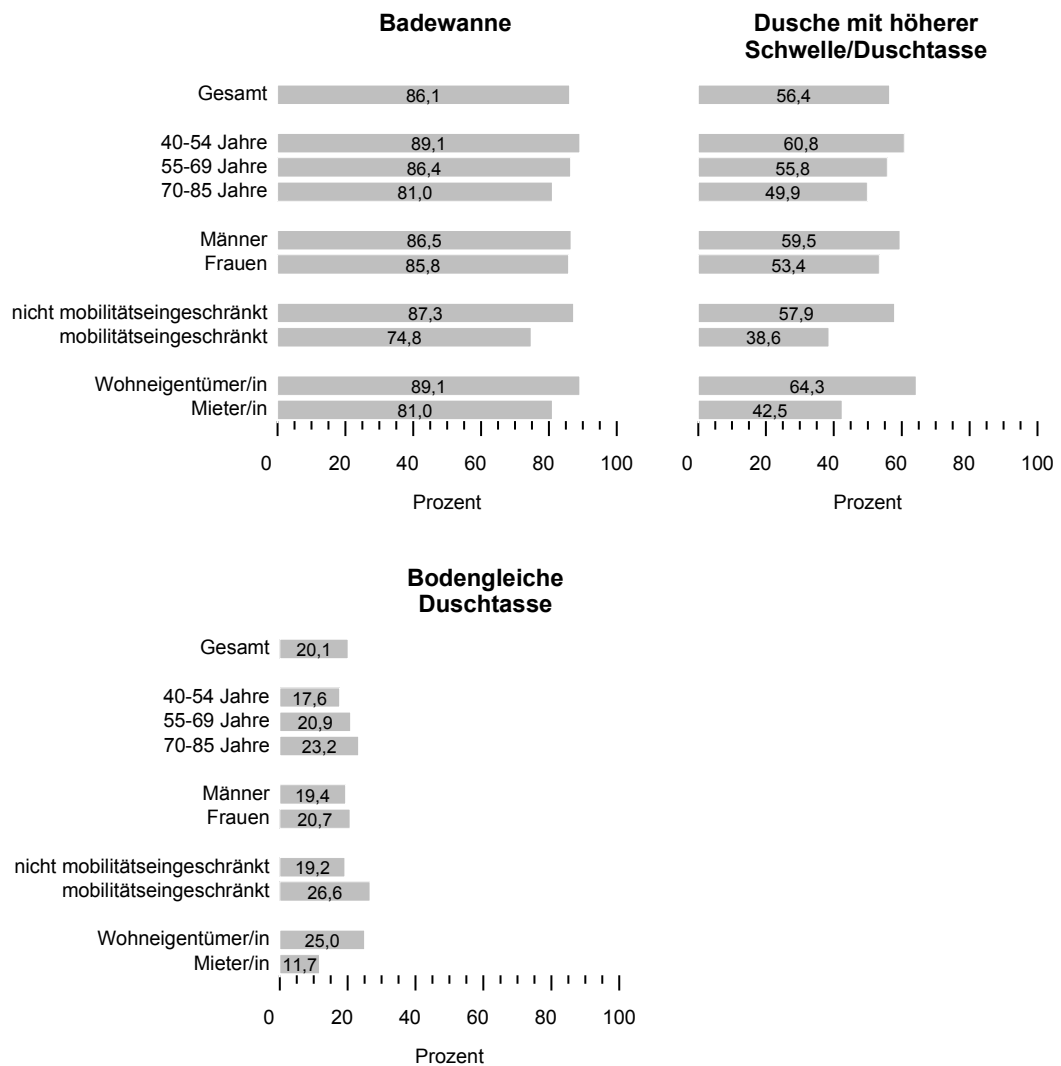 Badewanne
Dusche mit höherer
Schwelle/Duschtasse
Gesamt 86,1 56,4
40-54 Jahre 89,1 60,8
55-69 Jahre 86,4 55,8
70-85 Jahre 81,0 49,9
Männer 86,5 59,5
Frauen 85,8 53,4
nicht mobilitätseingeschränkt 87,3 57,9
mobilitätseingeschränkt 74,8 38,6
Wohneigentümer/in 89,1 64,3
Mieter/in 81,0 42,5
0 20 40 60 80 100 0 20 40 60 80 100
Prozent Prozent
Bodengleiche
Duschtasse
Gesamt 20,1
40-54 Jahre 17,6
55-69 Jahre 20,9
70-85 Jahre 23,2
Männer 19,4
Frauen 20,7
nicht mobilitätseingeschränkt 19,2
mobilitätseingeschränkt 26,6
Wohneigentümer/in 25,0
Mieter/in 11,7
0 20 40 60 80 100
Prozent